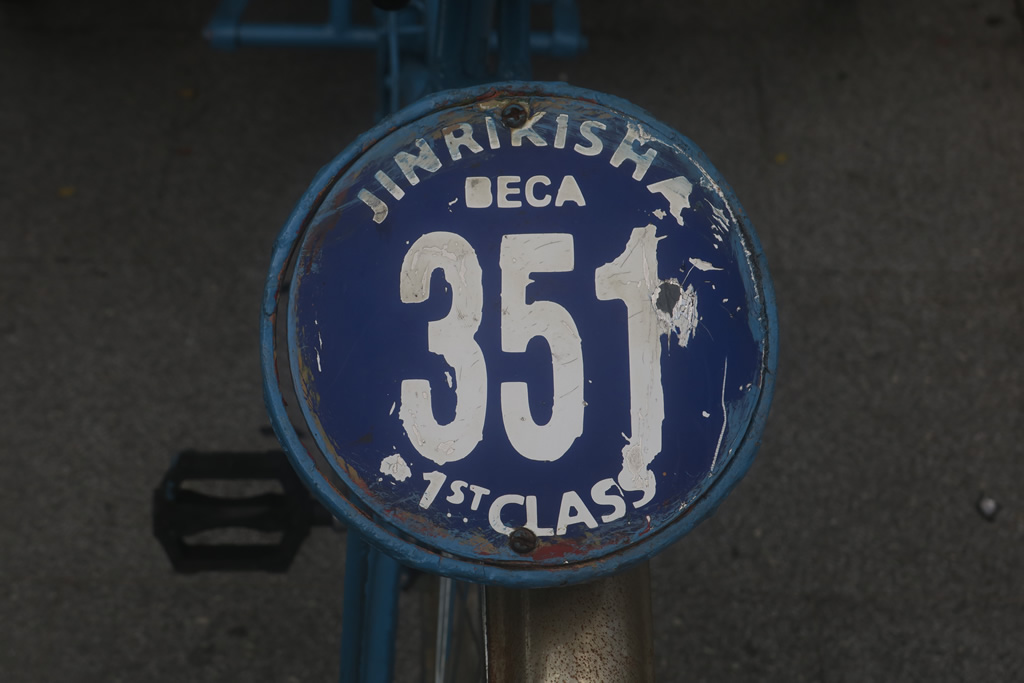 JINRIKISHA
BECA
351
1ST CLASS